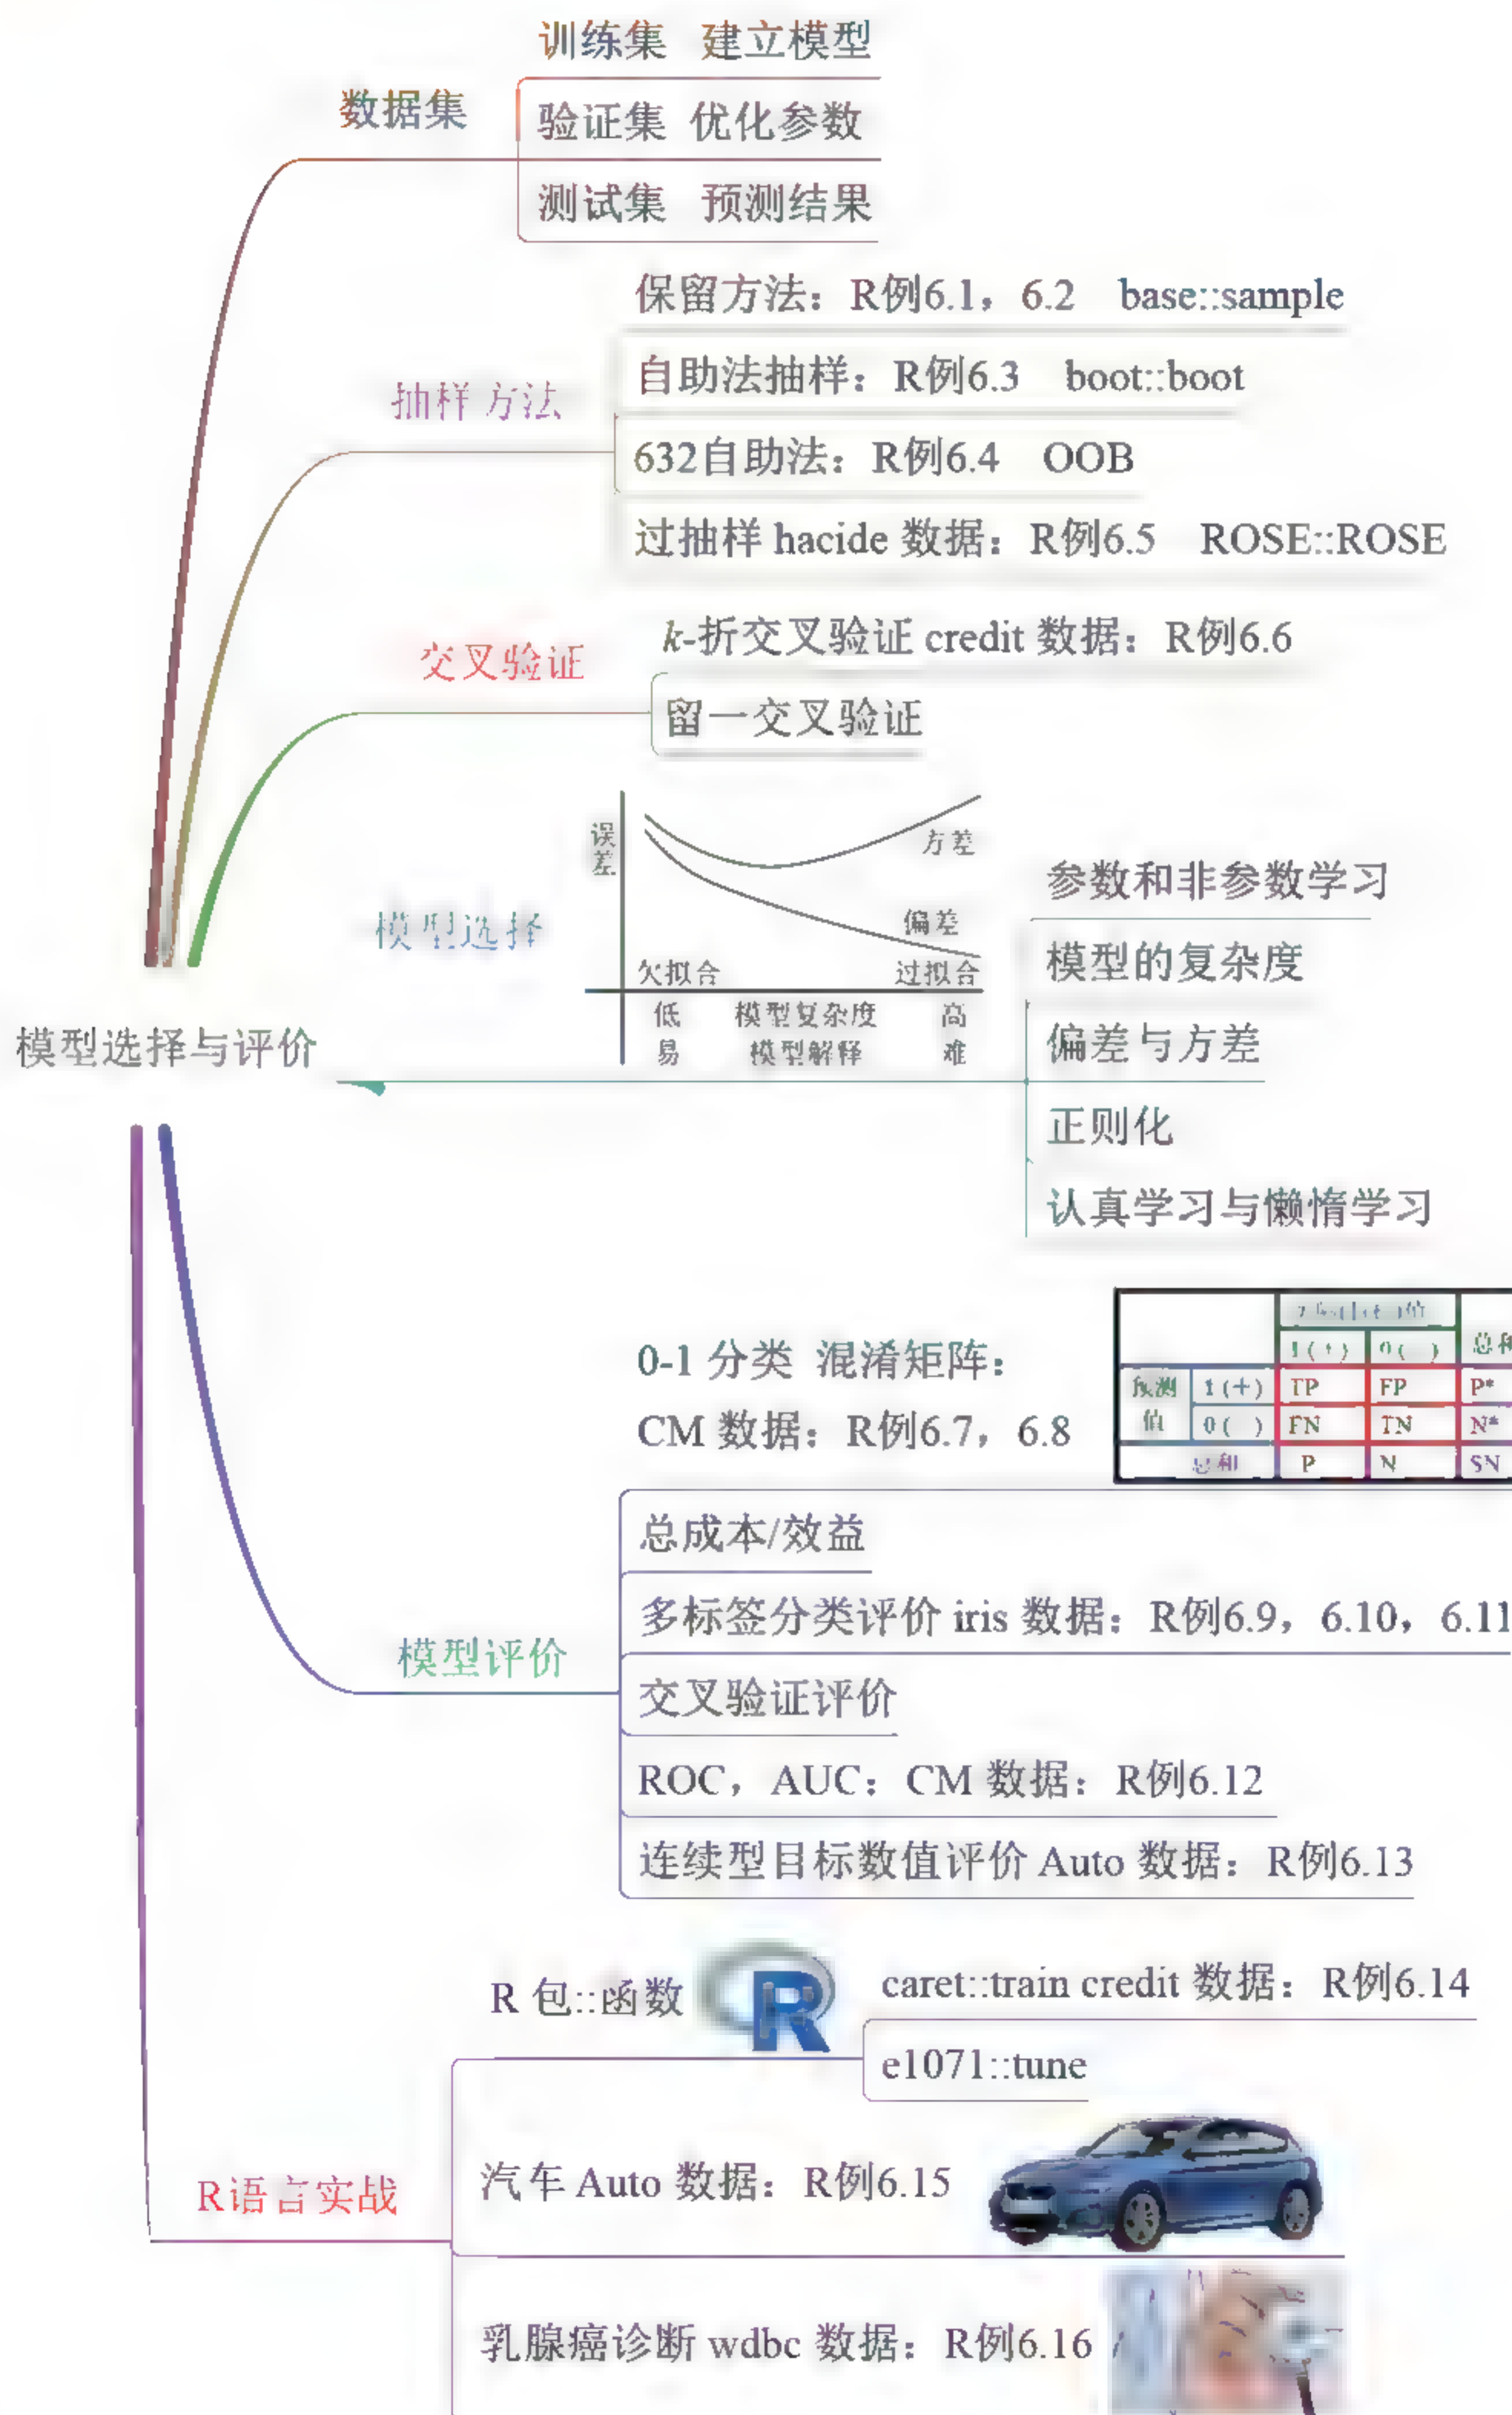 训练集 建立模型
数据集
验证集 优化参数
测试集 预测结果
保留方法：R例6.1，6.2 base::sample
自助法抽样：R例6.3 boot::boot
抽样方法
632自助法：R例6.4 OOB
过抽样 hacide 数据：R例6.5 ROSE::ROSE
k-折交叉验证 credit 数据：R例6.6
交叉验证
留一交叉验证
模型选择
误差
方差
偏差
欠拟合 过拟合
低 模型复杂度 高
易 模型解释 难
参数和非参数学习
模型的复杂度
偏差与方差
正则化
认真学习与懒惰学习
模型选择与评价
0-1 分类 混淆矩阵：
CM 数据：R例6.7，6.8
1(+) 0( ) 总和
预测值 1(+) TP FP P*
0( ) FN TN N*
总和 P N SN
总成本/效益
多标签分类评价 iris 数据：R例6.9，6.10，6.11
模型评价
交叉验证评价
ROC，AUC：CM 数据：R例6.12
连续型目标数值评价 Auto 数据：R例6.13
R 包::函数
R
caret::train credit 数据：R例6.14
e1071::tune
R语言实战
汽车 Auto 数据：R例6.15
乳腺癌诊断 wdbc 数据：R例6.16